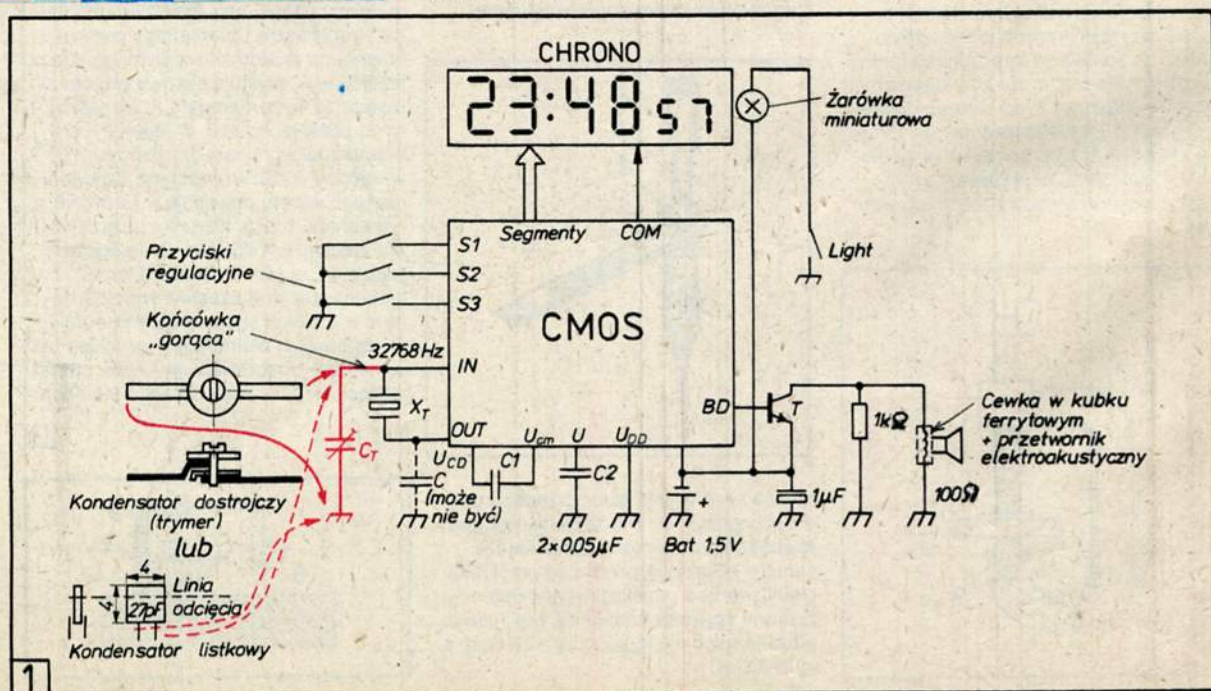 CHRONO
23:48 57
Żarówka
miniaturowa
Segmenty
COM
Light
Przyciski
regulacyjne
S1
S2
S3
CMOS
Końcówka
„gorąca"
32768 Hz
IN
X_T
OUT
C_T
BD
T
1kΩ
Cewka w kubku
ferrytowym
+ przetwornik
elektroakustyczny
100Ω
U_CD
C1
U_cm
U
U_DD
C
(może
nie być)
C2
+
1µF
2×0,05µF
Bat 1,5 V
Kondensator dostrojczy
(trymer)
lub
4
4
27pF
Linia
odcięcia
Kondensator listkowy
1